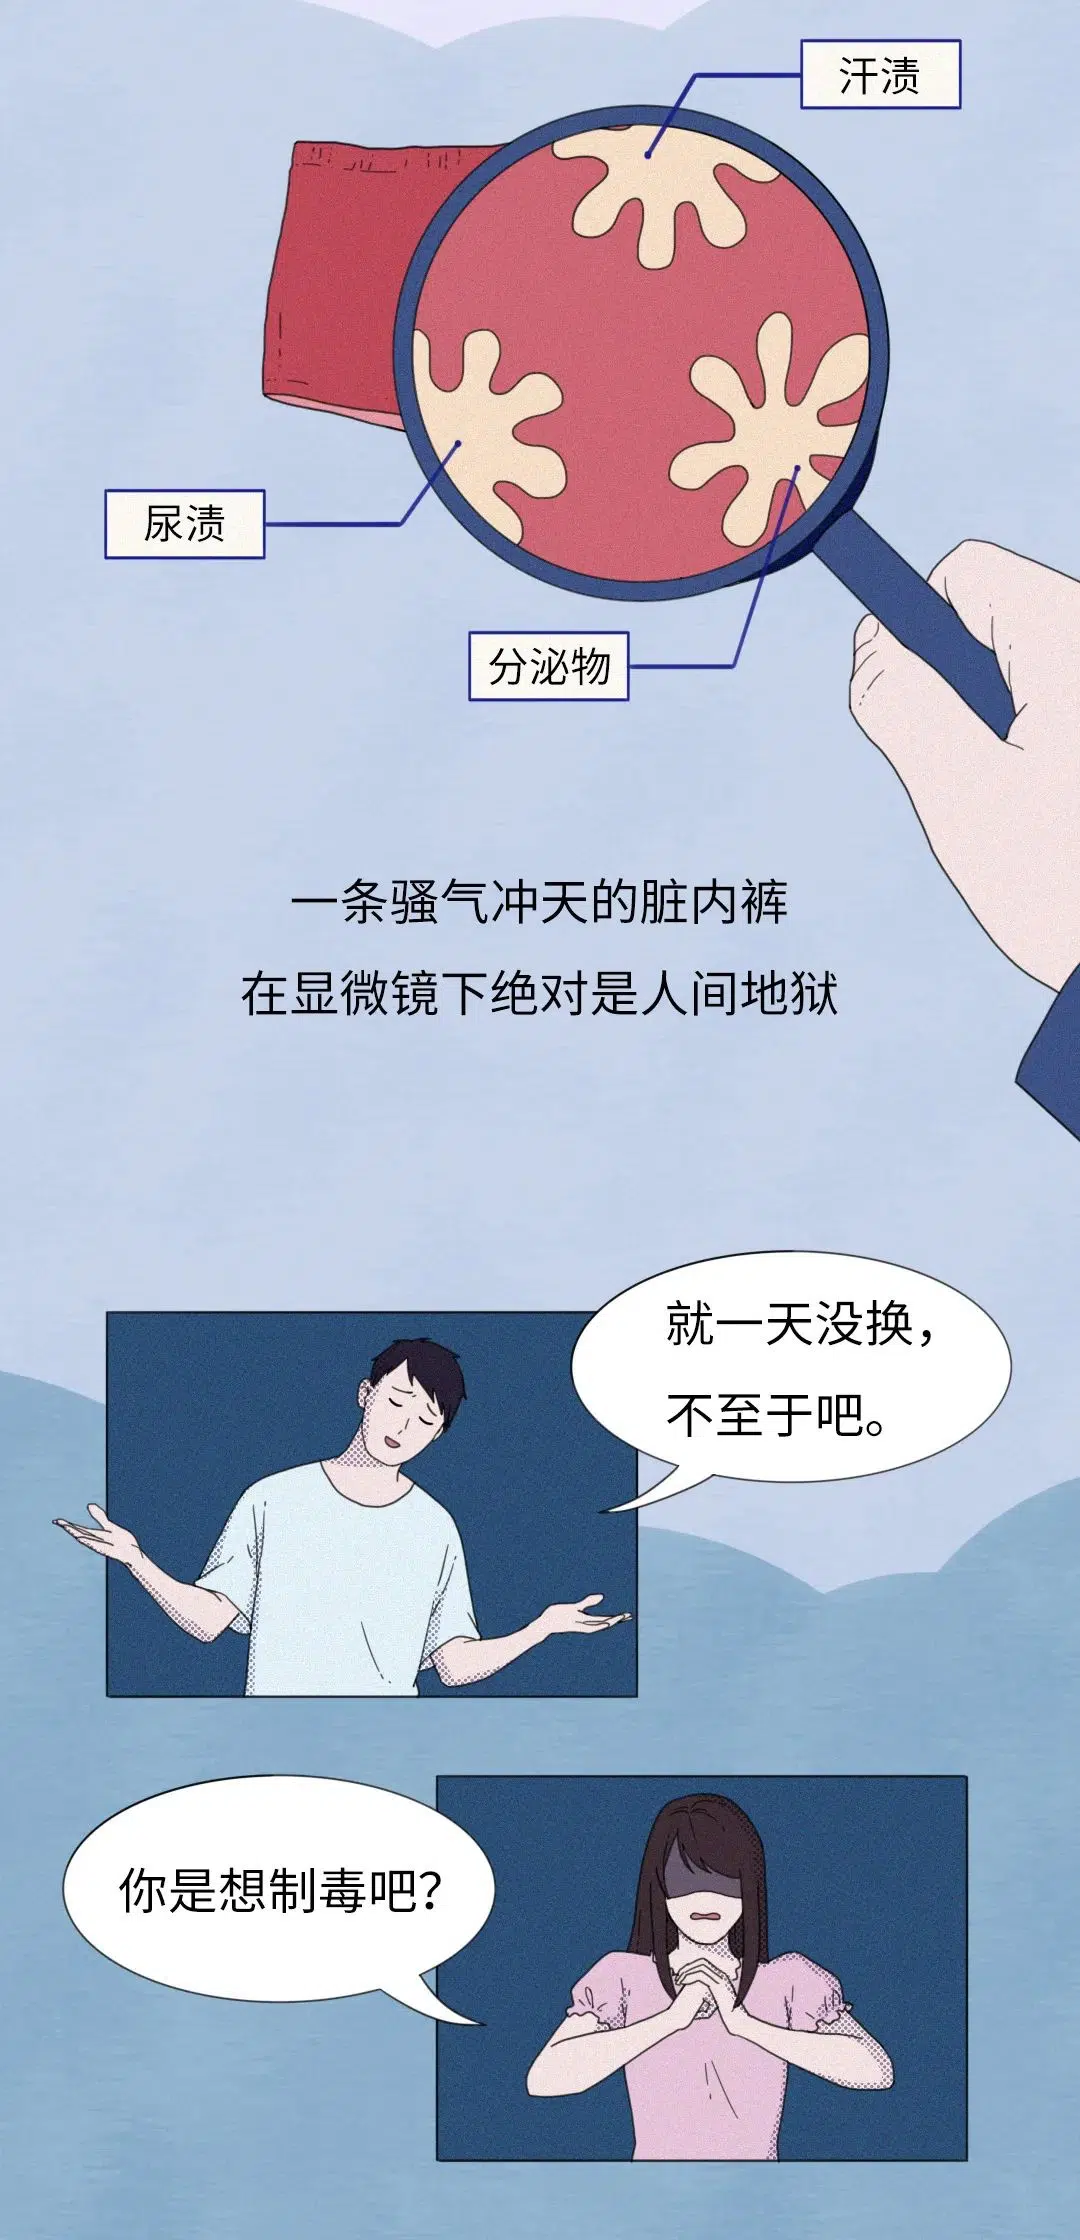 汗渍
尿渍
分泌物
一条骚气冲天的脏内裤
在显微镜下绝对是人间地狱
就一天没换，
不至于吧。
你是想制毒吧？